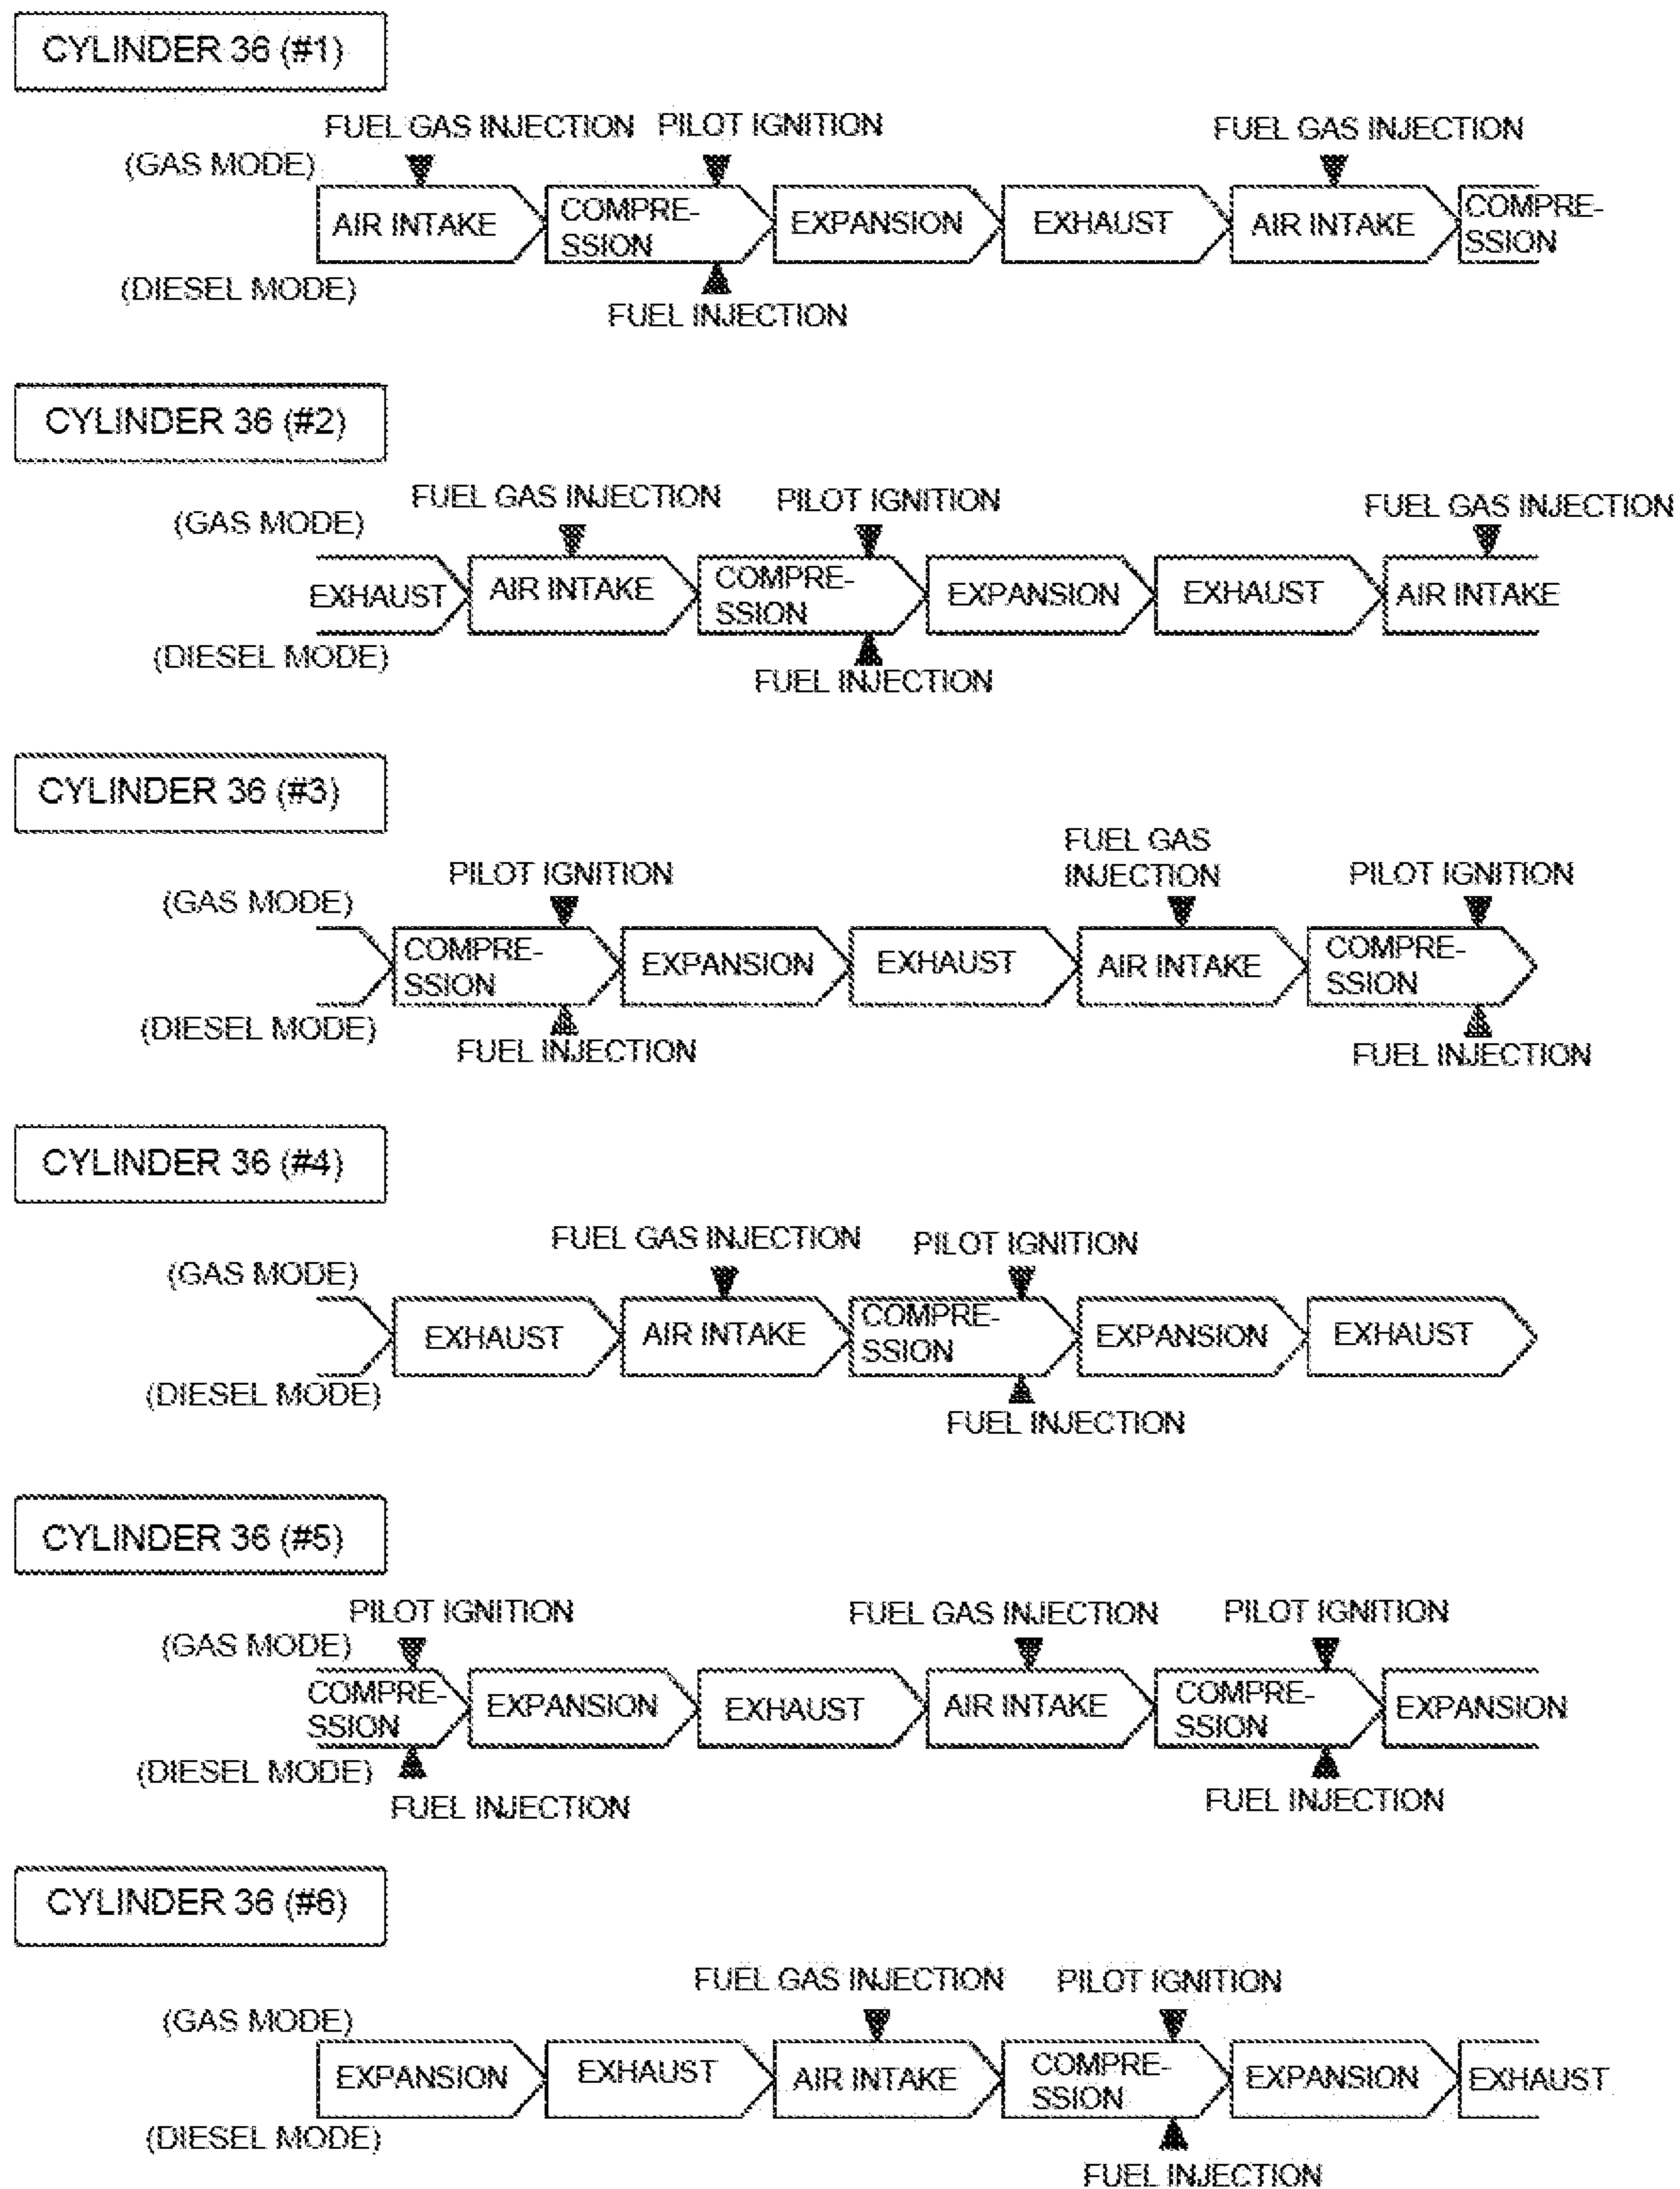 CYLINDER 36 (#1)
FUEL GAS INJECTION PILOT IGNITION FUEL GAS INJECTION
(GAS MODE)
AIR INTAKE COMPRE- EXPANSION EXHAUST AIR INTAKE COMPRE-
SSION SSION
(DIESEL MODE)
FUEL INJECTION
CYLINDER 36 (#2)
FUEL GAS INJECTION PILOT IGNITION FUEL GAS INJECTION
(GAS MODE)
EXHAUST AIR INTAKE COMPRE- EXPANSION EXHAUST AIR INTAKE
SSION
(DIESEL MODE)
FUEL INJECTION
CYLINDER 36 (#3)
FUEL GAS
PILOT IGNITION INJECTION PILOT IGNITION
(GAS MODE)
COMPRE- EXPANSION EXHAUST AIR INTAKE COMPRE-
SSION SSION
(DIESEL MODE)
FUEL INJECTION FUEL INJECTION
CYLINDER 36 (#4)
FUEL GAS INJECTION PILOT IGNITION
(GAS MODE)
EXHAUST AIR INTAKE COMPRE- EXPANSION EXHAUST
SSION
(DIESEL MODE)
FUEL INJECTION
CYLINDER 36 (#5)
PILOT IGNITION FUEL GAS INJECTION PILOT IGNITION
(GAS MODE)
COMPRE- EXPANSION EXHAUST AIR INTAKE COMPRE- EXPANSION
SSION SSION
(DIESEL MODE)
FUEL INJECTION FUEL INJECTION
CYLINDER 36 (#6)
FUEL GAS INJECTION PILOT IGNITION
(GAS MODE)
EXPANSION EXHAUST AIR INTAKE COMPRE- EXPANSION EXHAUST
SSION
(DIESEL MODE)
FUEL INJECTION